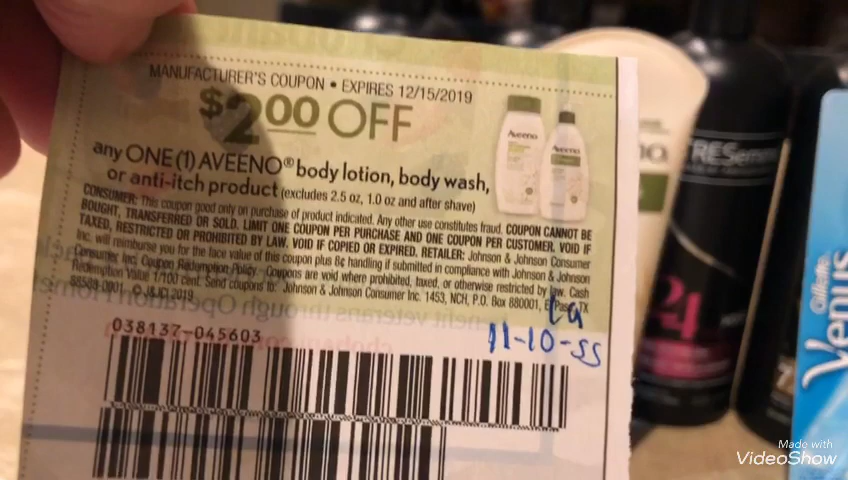 MANUFACTURER'S COUPON • EXPIRES 12/15/2019
$2.00 OFF
any ONE (1) AVEENO® body lotion, body wash,
or anti-itch product (excludes 2.5 oz, 1.0 oz and after shave)
CONSUMER: This coupon good only on purchase of product indicated. Any other use constitutes fraud. COUPON CANNOT BE
BOUGHT, TRANSFERRED OR SOLD. LIMIT ONE COUPON PER PURCHASE AND ONE COUPON PER CUSTOMER. VOID IF
TAXED, RESTRICTED OR PROHIBITED BY LAW. VOID IF COPIED OR EXPIRED. RETAILER: Johnson & Johnson Consumer
Inc. will reimburse you for the face value of this coupon plus 8¢ handling if submitted in compliance with Johnson & Johnson
Consumer Inc. Coupon Redemption Policy. Coupons are void where prohibited, taxed, or otherwise restricted by law. Cash
Redemption Value 1/100 cent. Send coupons to: Johnson & Johnson Consumer Inc. 1453, NCH, P.O. Box 880001, El Paso, TX
© J&JCI 2019
11-10-SS
038137-045603
Aveeno
Aveeno
TRESemmé
24
Gillette
Venus
Made with
VideoShow